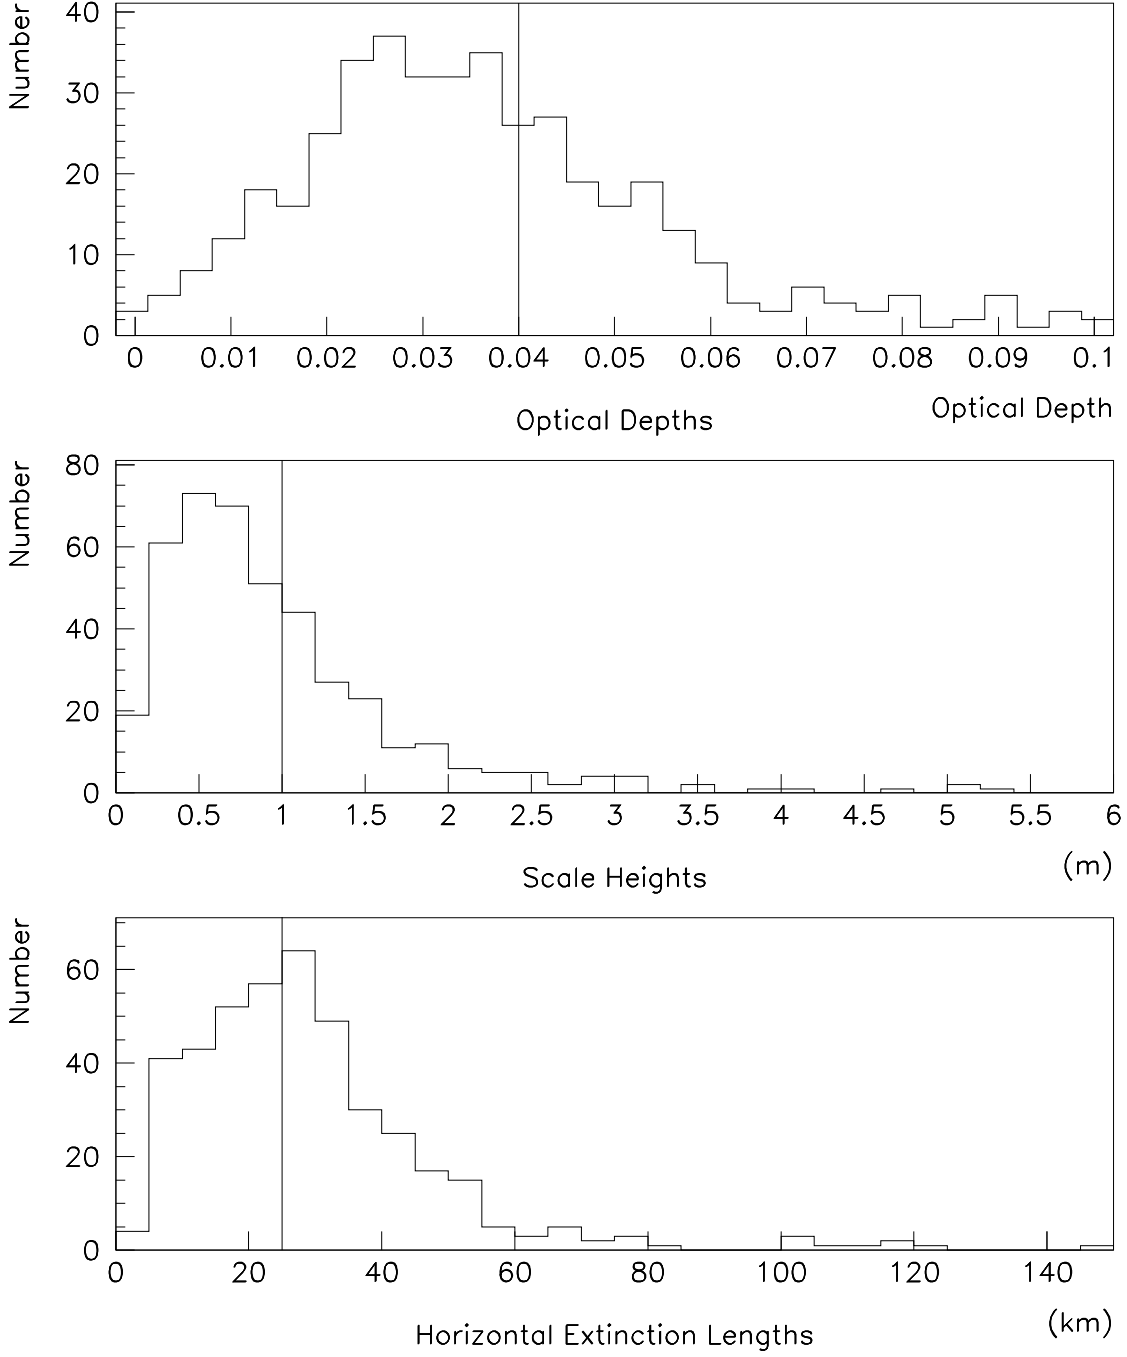 Number
40
30
20
10
0
0 0.01 0.02 0.03 0.04 0.05 0.06 0.07 0.08 0.09 0.1
Optical Depth
Optical Depths
Number
80
60
40
20
0
0 0.5 1 1.5 2 2.5 3 3.5 4 4.5 5 5.5 6
(m)
Scale Heights
Number
60
40
20
0
0 20 40 60 80 100 120 140
(km)
Horizontal Extinction Lengths